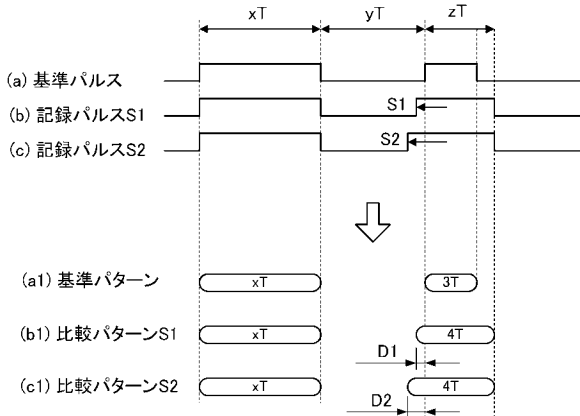 xT yT zT
(a) 基準パルス
(b) 記録パルスS1 S1
(c) 記録パルスS2 S2
(a1) 基準パターン xT 3T
(b1) 比較パターンS1 xT 4T
D1
(c1) 比較パターンS2 xT 4T
D2